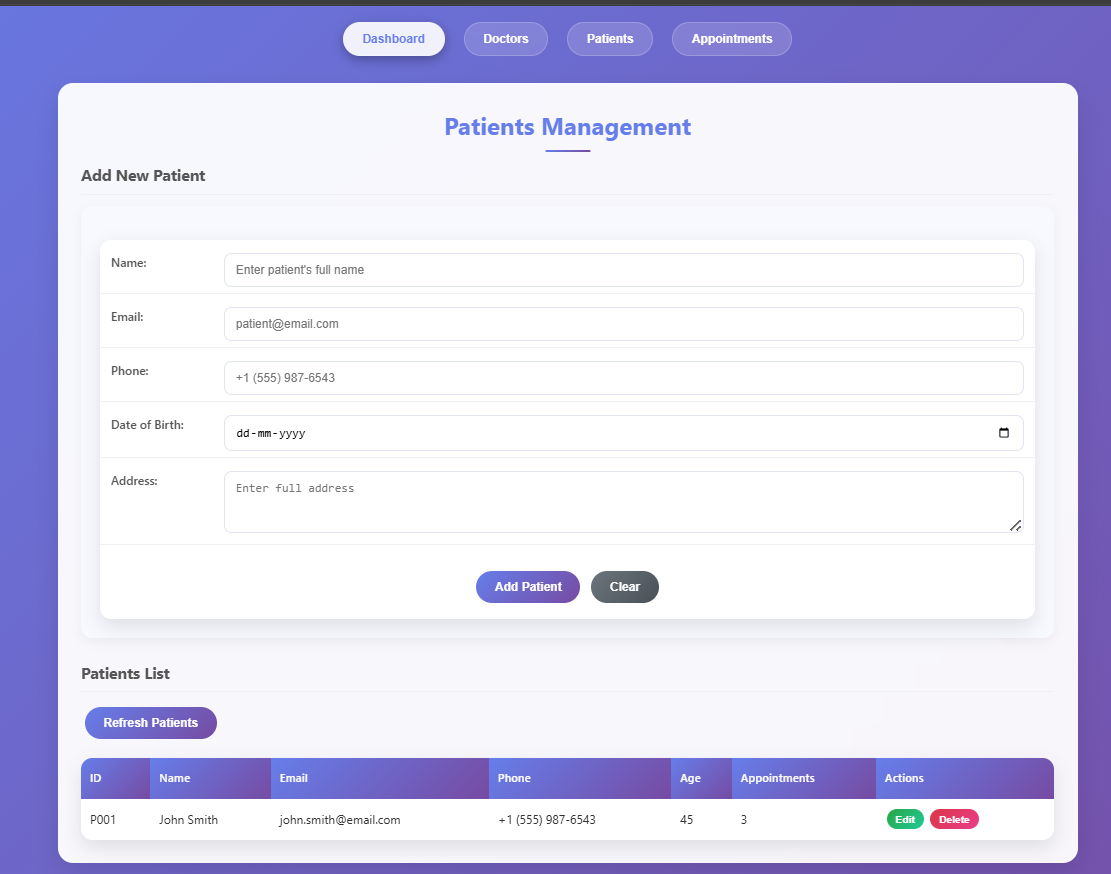 Dashboard Doctors Patients Appointments
Patients Management
Add New Patient
Name: Enter patient's full name
Email: patient@email.com
Phone: +1 (555) 987-6543
Date of Birth: dd-mm-yyyy
Address: Enter full address
Add Patient Clear
Patients List
Refresh Patients
ID Name Email Phone Age Appointments Actions
P001 John Smith john.smith@email.com +1 (555) 987-6543 45 3 Edit Delete